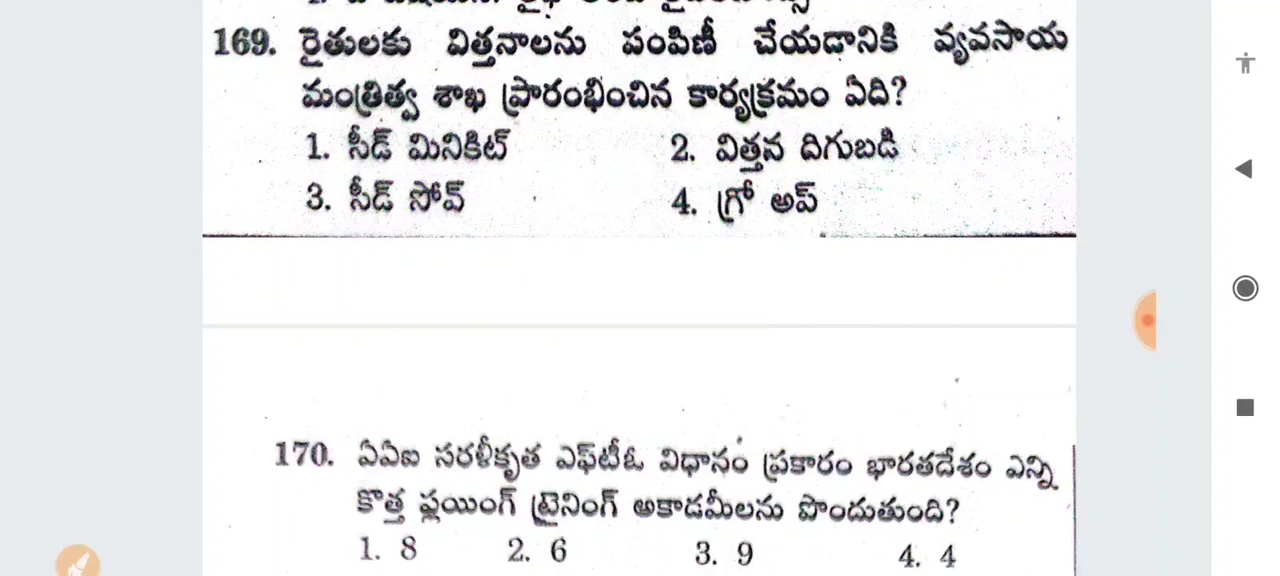 169. రైతులకు విత్తనాలను పంపిణీ చేయడానికి వ్యవసాయ
మంత్రిత్వ శాఖ ప్రారంభించిన కార్యక్రమం ఏది?
1. సీడ్ మినికిట్ 2. విత్తన దిగుబడి
3. సీడ్ సోవ్ 4. గ్రో అప్
170. ఏఏఐ సరళీకృత ఎఫ్‌టీఓ విధానం ప్రకారం భారతదేశం ఎన్ని
కొత్త ఫ్లయింగ్ ట్రైనింగ్ అకాడమీలను పొందుతుంది?
1. 8 2. 6 3. 9 4. 4